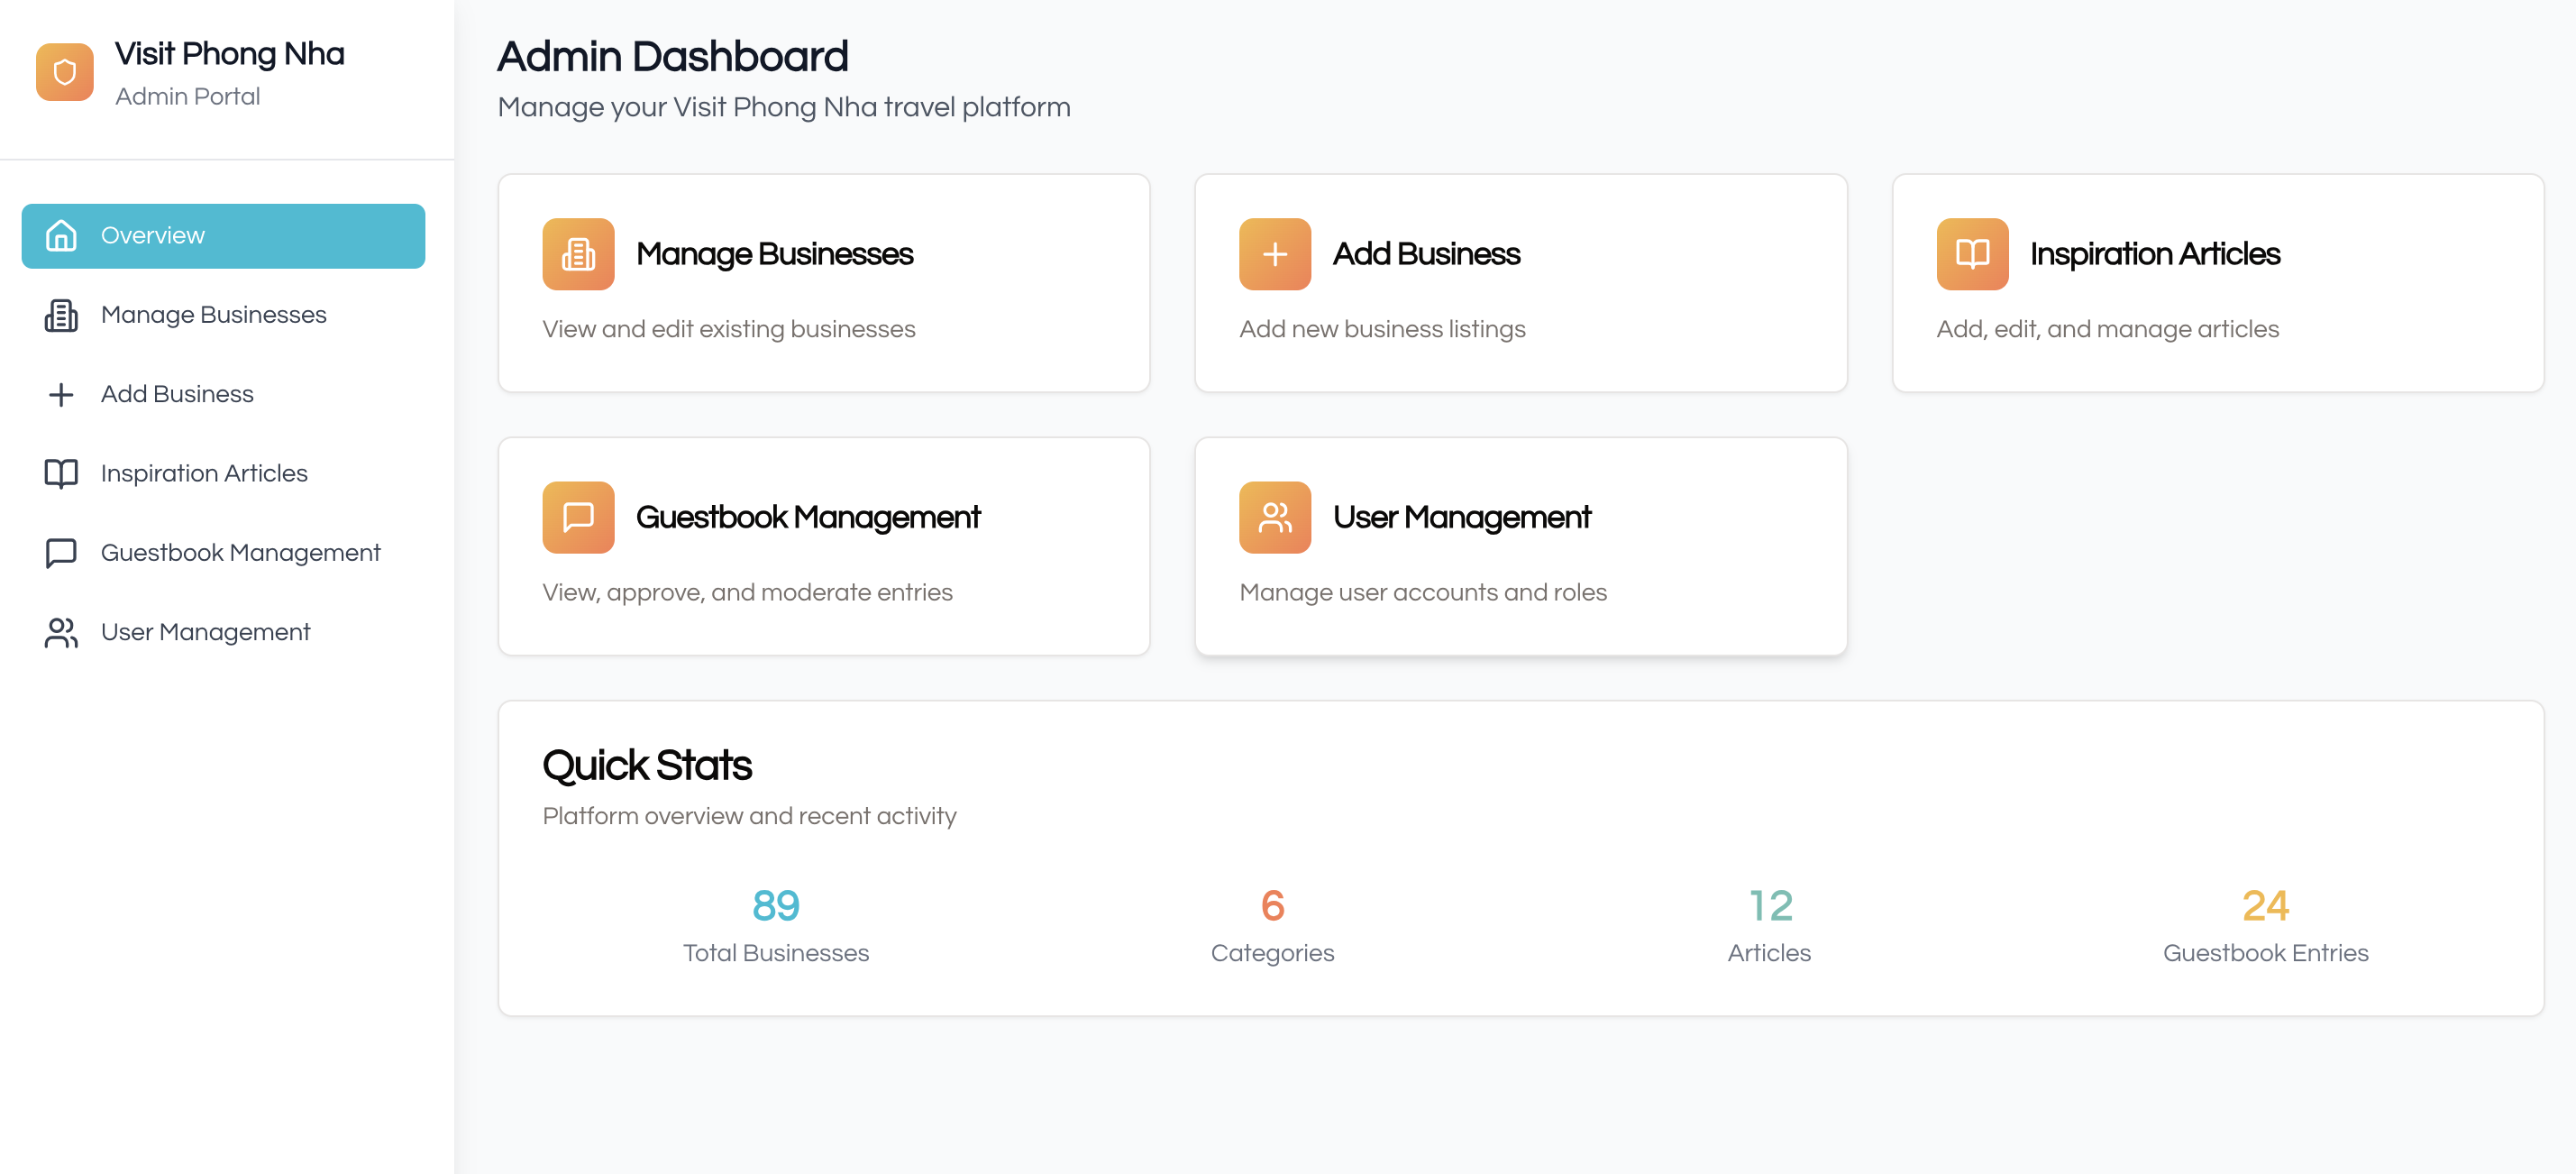 Visit Phong Nha
Admin Portal
Overview
Manage Businesses
Add Business
Inspiration Articles
Guestbook Management
User Management
Admin Dashboard
Manage your Visit Phong Nha travel platform
Manage Businesses
View and edit existing businesses
Add Business
Add new business listings
Inspiration Articles
Add, edit, and manage articles
Guestbook Management
View, approve, and moderate entries
User Management
Manage user accounts and roles
Quick Stats
Platform overview and recent activity
89
Total Businesses
6
Categories
12
Articles
24
Guestbook Entries